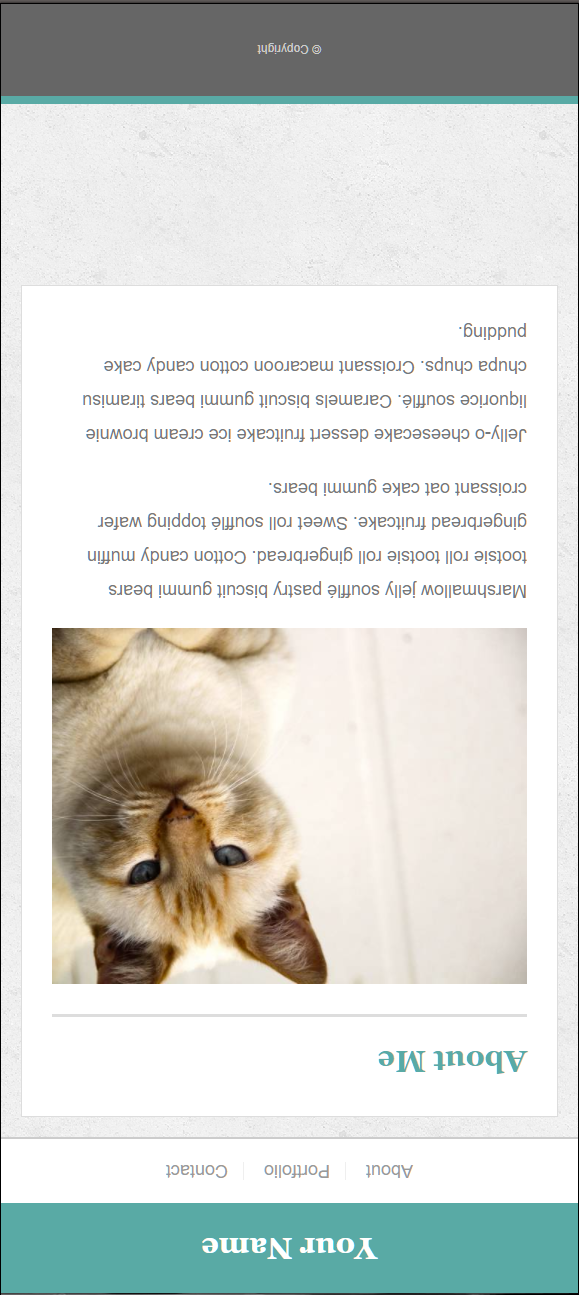 Your Name
About Portfolio Contact
About Me
Marshmallow jelly soufflé pastry biscuit gummi bears
tootsie roll tootsie roll gingerbread. Cotton candy muffin
gingerbread fruitcake. Sweet roll soufflé topping wafer
croissant oat cake gummi bears.
Jelly-o cheesecake dessert fruitcake ice cream brownie
liquorice soufflé. Caramels biscuit gummi bears tiramisu
chupa chups. Croissant macaroon cotton candy cake
pudding.
© Copyright